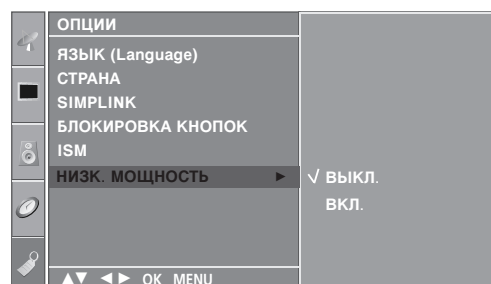 ОПЦИИ
ЯЗЫК (Language)
СТРАНА
SIMPLINK
БЛОКИРОВКА КНОПОК
ISM
НИЗК. МОЩНОСТЬ ►
√ ВЫКЛ.
ВКЛ.
▲▼ ◄► OK MENU